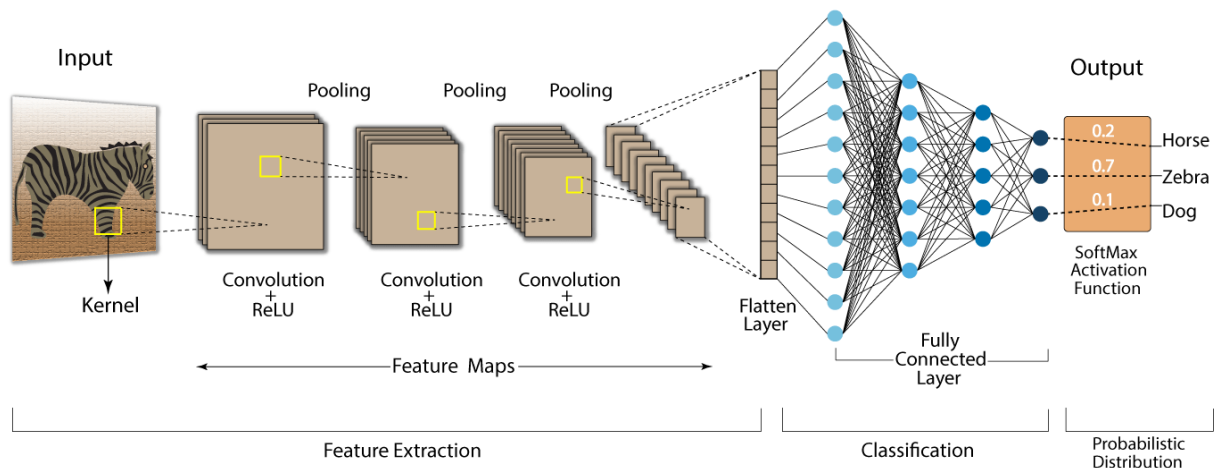 Input
Kernel
Pooling
Pooling
Pooling
Convolution
+
ReLU
Convolution
+
ReLU
Convolution
+
ReLU
Feature Maps
Flatten
Layer
Fully
Connected
Layer
Output
0.2
0.7
0.1
Horse
Zebra
Dog
SoftMax
Activation
Function
Feature Extraction
Classification
Probabilistic
Distribution